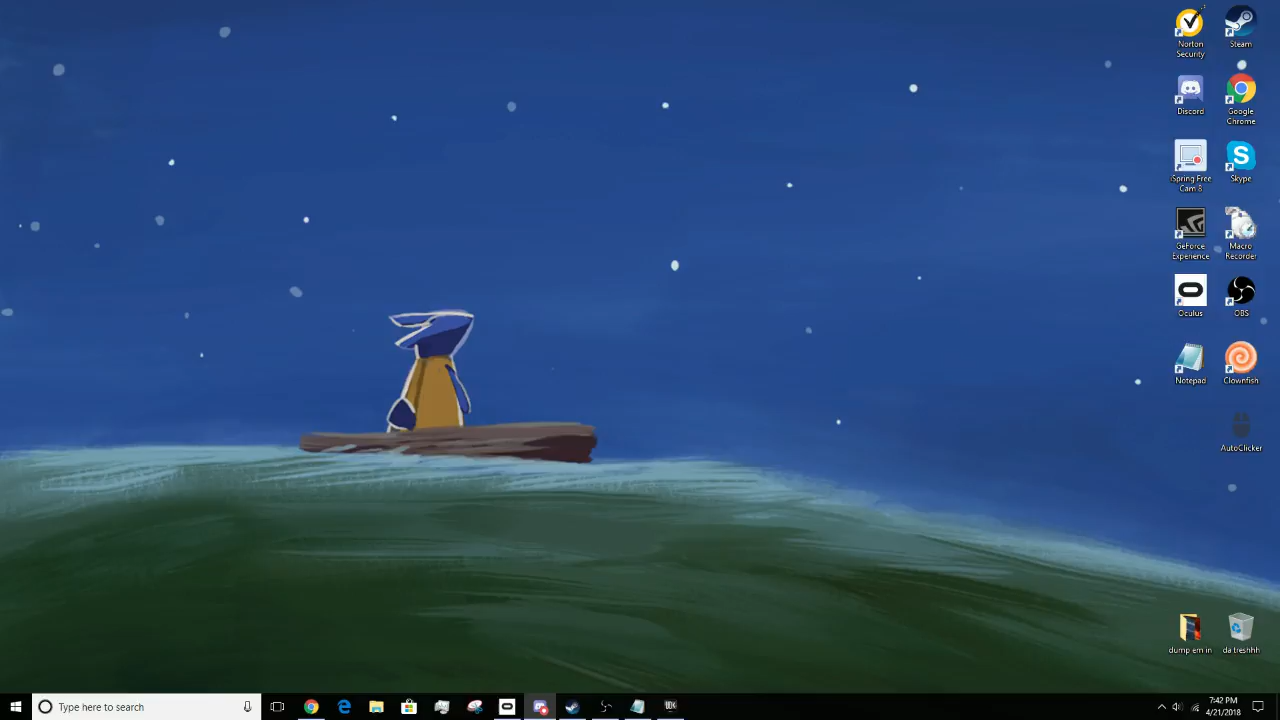 Norton
Security
Steam
Discord
Google
Chrome
iSpring Free
Cam 8
Skype
GeForce
Experience
Macro
Recorder
Oculus
OBS
Notepad
Clownfish
AutoClicker
dump em in
da treshhh
Type here to search
7:42 PM
4/21/2018